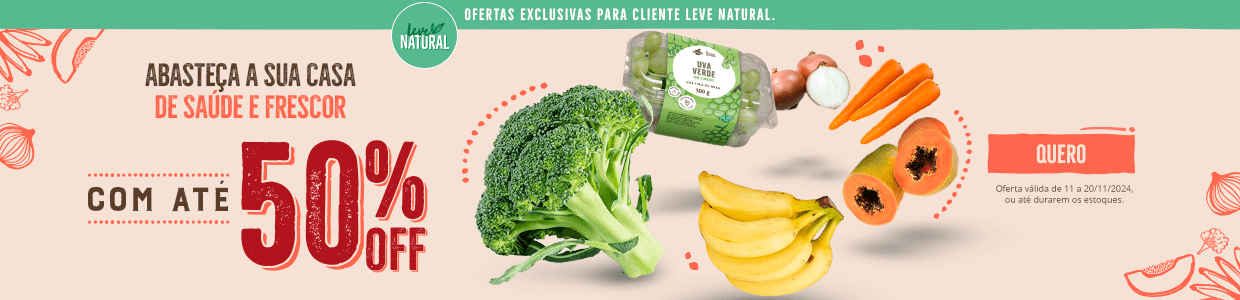 OFERTAS EXCLUSIVAS PARA CLIENTE LEVE NATURAL.
leve
NATURAL
ABASTEÇA A SUA CASA
DE SAÚDE E FRESCOR
COM ATÉ
50%
OFF
UVA
VERDE
500 g
QUERO
Oferta válida de 11 a 20/11/2024,
ou até durarem os estoques.